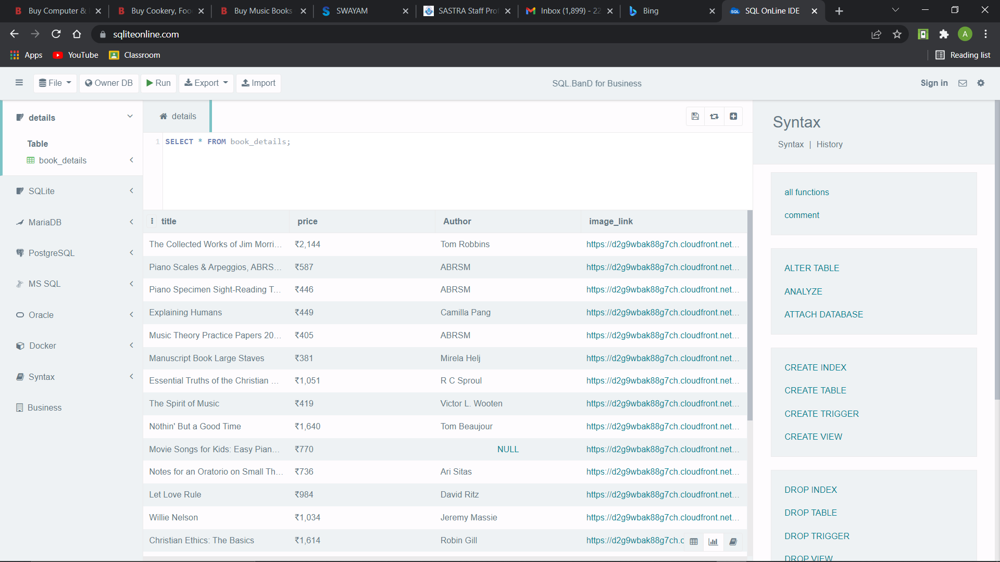 Buy Computer &
Buy Cookery, Foo
Buy Music Books
SWAYAM
SASTRA Staff Prof
Inbox (1,899) - 22
Bing
SQL OnLine IDE
sqliteonline.com
A
Apps
YouTube
Classroom
Reading list
File
Owner DB
Run
Export
Import
SQL.BanD for Business
Sign in
details
Table
book_details
SQLite
MariaDB
PostgreSQL
MS SQL
Oracle
Docker
Syntax
Business
details
1 SELECT * FROM book_details;
title price Author image_link
The Collected Works of Jim Morri... ₹2,144 Tom Robbins https://d2g9wbak88g7ch.cloudfront.net...
Piano Scales & Arpeggios, ABRS... ₹587 ABRSM https://d2g9wbak88g7ch.cloudfront.net...
Piano Specimen Sight-Reading T... ₹446 ABRSM https://d2g9wbak88g7ch.cloudfront.net...
Explaining Humans ₹449 Camilla Pang https://d2g9wbak88g7ch.cloudfront.net...
Music Theory Practice Papers 20... ₹405 ABRSM https://d2g9wbak88g7ch.cloudfront.net...
Manuscript Book Large Staves ₹381 Mirela Helj https://d2g9wbak88g7ch.cloudfront.net...
Essential Truths of the Christian ... ₹1,051 R C Sproul https://d2g9wbak88g7ch.cloudfront.net...
The Spirit of Music ₹419 Victor L. Wooten https://d2g9wbak88g7ch.cloudfront.net...
Nöthin' But a Good Time ₹1,640 Tom Beaujour https://d2g9wbak88g7ch.cloudfront.net...
Movie Songs for Kids: Easy Pian... ₹770 NULL https://d2g9wbak88g7ch.cloudfront.net...
Notes for an Oratorio on Small Th... ₹736 Ari Sitas https://d2g9wbak88g7ch.cloudfront.net...
Let Love Rule ₹984 David Ritz https://d2g9wbak88g7ch.cloudfront.net...
Willie Nelson ₹1,034 Jeremy Massie https://d2g9wbak88g7ch.cloudfront.net...
Christian Ethics: The Basics ₹1,614 Robin Gill https://d2g9wbak88g7ch.c
Syntax
Syntax | History
all functions
comment
ALTER TABLE
ANALYZE
ATTACH DATABASE
CREATE INDEX
CREATE TABLE
CREATE TRIGGER
CREATE VIEW
DROP INDEX
DROP TABLE
DROP TRIGGER
DROP VIEW